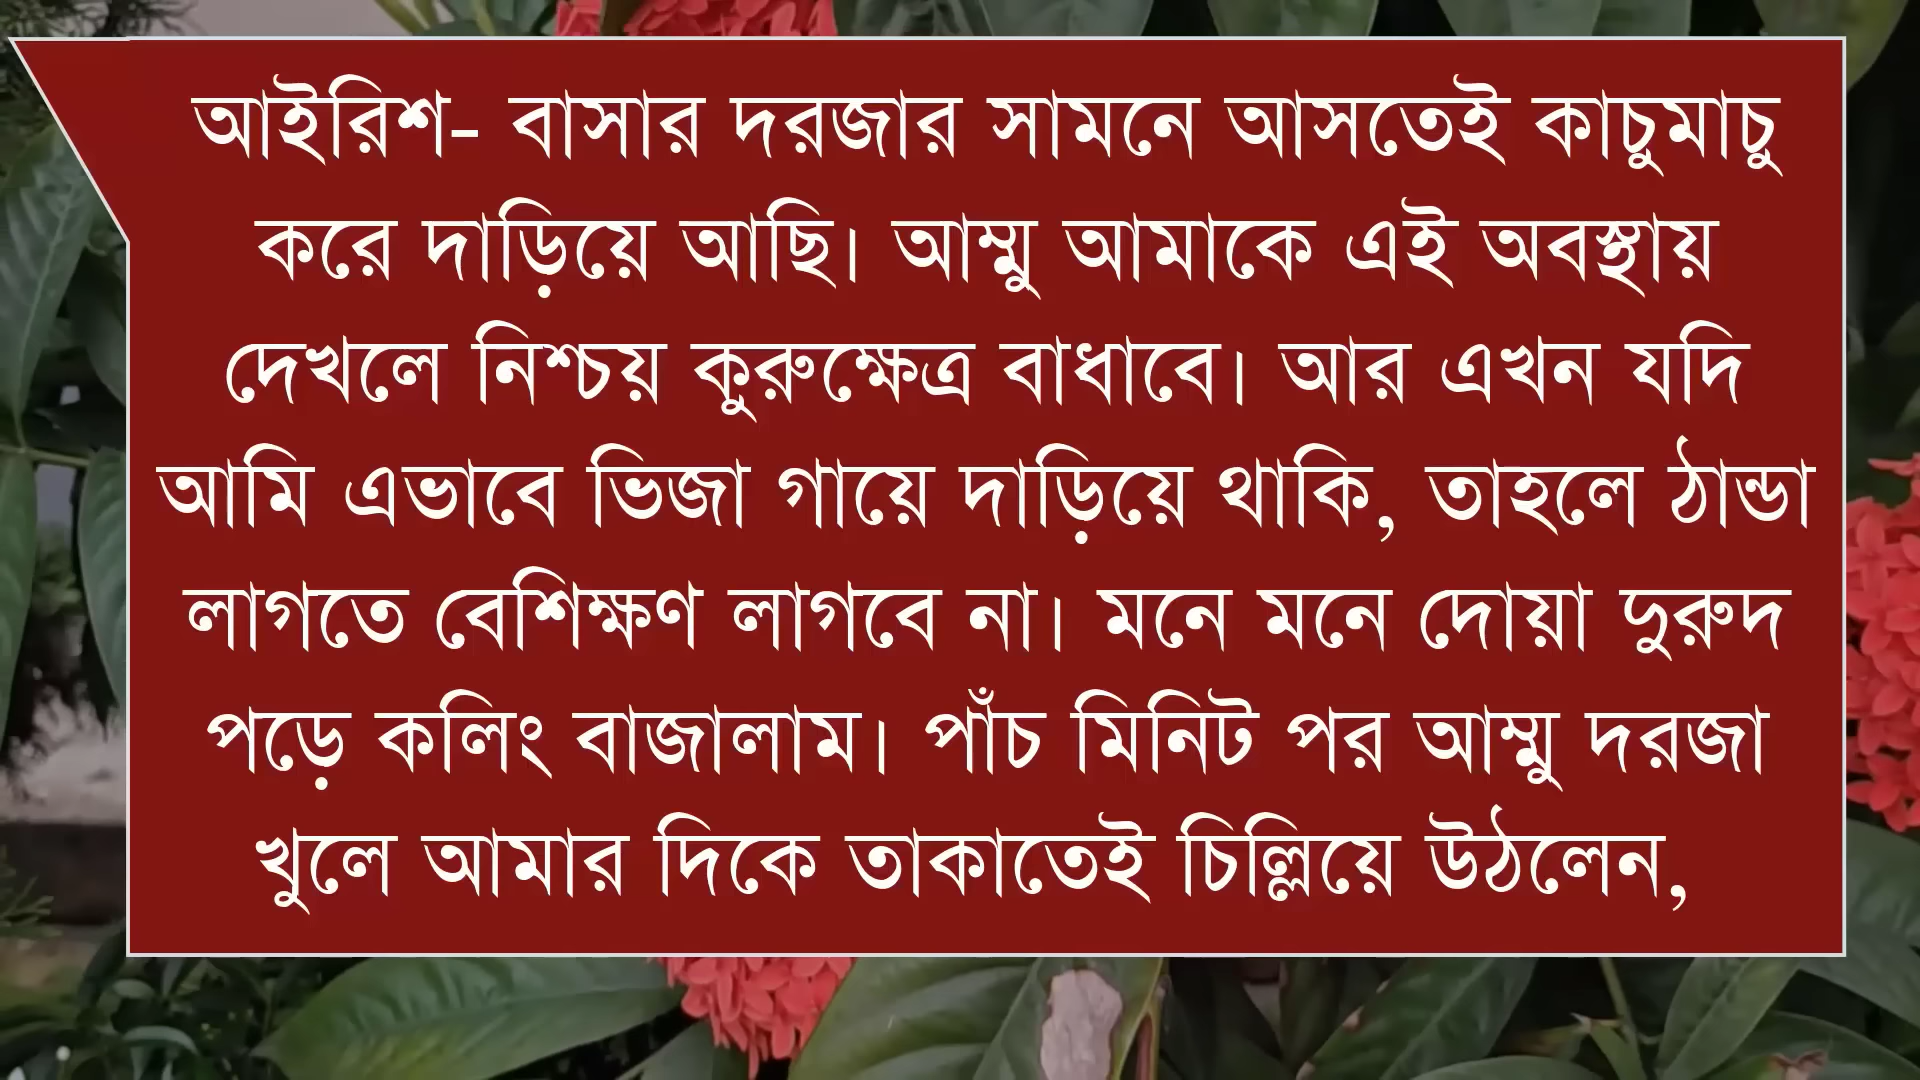 আইরিশ- বাসার দরজার সামনে আসতেই কাচুমাচু
করে দাড়িয়ে আছি। আম্মু আমাকে এই অবস্থায়
দেখলে নিশ্চয় কুরুক্ষেত্র বাধাবে। আর এখন যদি
আমি এভাবে ভিজা গায়ে দাড়িয়ে থাকি, তাহলে ঠান্ডা
লাগতে বেশিক্ষণ লাগবে না। মনে মনে দোয়া দুরুদ
পড়ে কলিং বাজালাম। পাঁচ মিনিট পর আম্মু দরজা
খুলে আমার দিকে তাকাতেই চিল্লিয়ে উঠলেন,